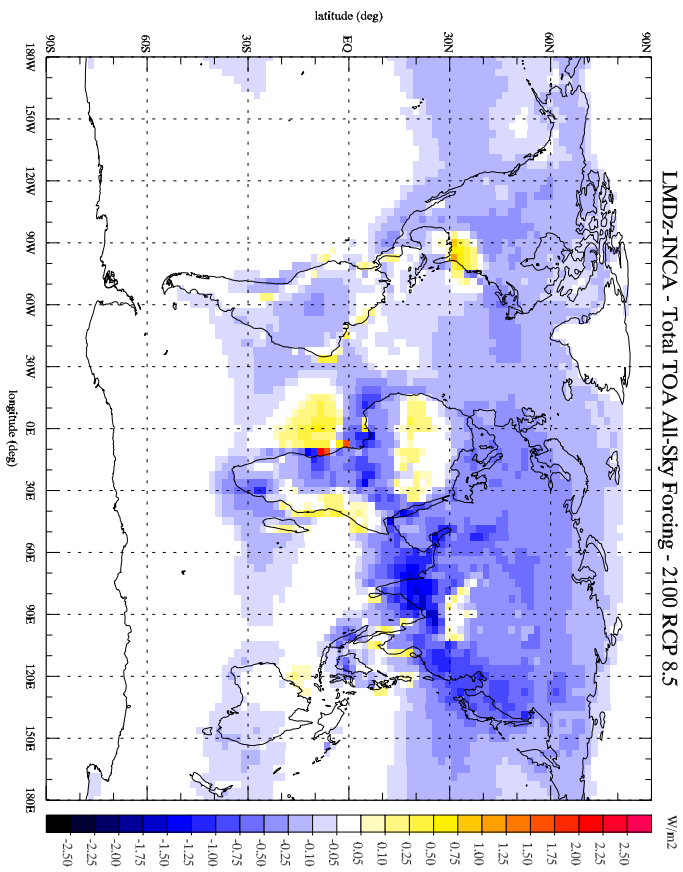 LMDz-INCA - Total TOA All-Sky Forcing - 2100 RCP 8.5
90N
60N
30N
EQ
30S
60S
90S
latitude (deg)
180W
150W
120W
90W
60W
30W
0E
30E
60E
90E
120E
150E
180E
longitude (deg)
W/m2
-2.50
-2.25
-2.00
-1.75
-1.50
-1.25
-1.00
-0.75
-0.50
-0.25
-0.10
-0.05
0.05
0.10
0.25
0.50
0.75
1.00
1.25
1.50
1.75
2.00
2.25
2.50